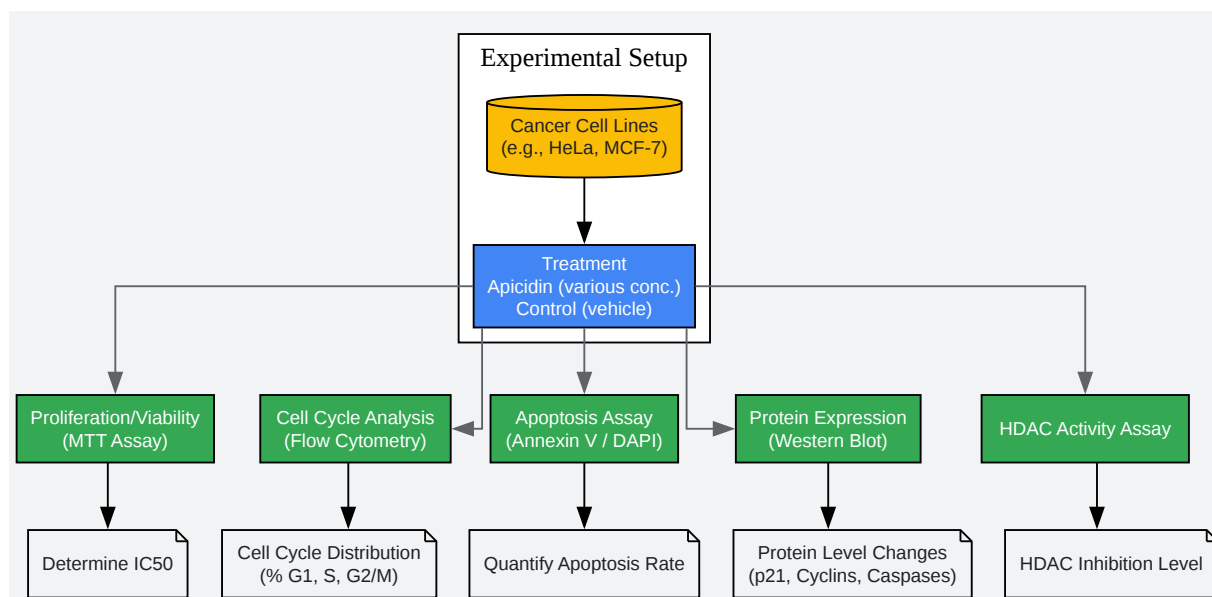 Experimental Setup
Cancer Cell Lines
(e.g., HeLa, MCF-7)
Treatment
Apicidin (various conc.)
Control (vehicle)
Proliferation/Viability
(MTT Assay)
Cell Cycle Analysis
(Flow Cytometry)
Apoptosis Assay
(Annexin V / DAPI)
Protein Expression
(Western Blot)
HDAC Activity Assay
Determine IC50
Cell Cycle Distribution
(% G1, S, G2/M)
Quantify Apoptosis Rate
Protein Level Changes
(p21, Cyclins, Caspases)
HDAC Inhibition Level